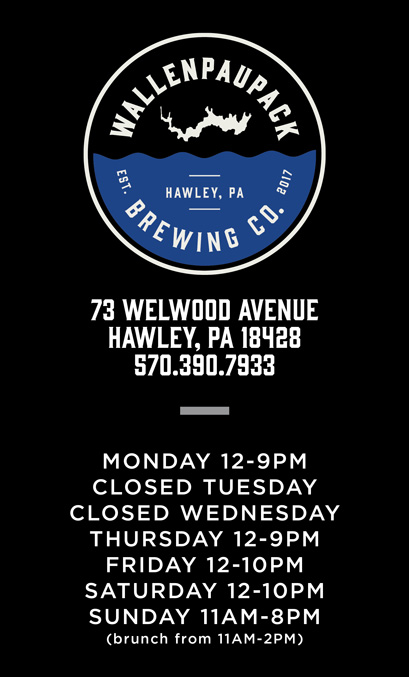 WALLENPAUPACK
EST.
HAWLEY, PA
2017
BREWING CO.
73 WELWOOD AVENUE
HAWLEY, PA 18428
570.390.7933
MONDAY 12-9PM
CLOSED TUESDAY
CLOSED WEDNESDAY
THURSDAY 12-9PM
FRIDAY 12-10PM
SATURDAY 12-10PM
SUNDAY 11AM-8PM
(brunch from 11AM-2PM)